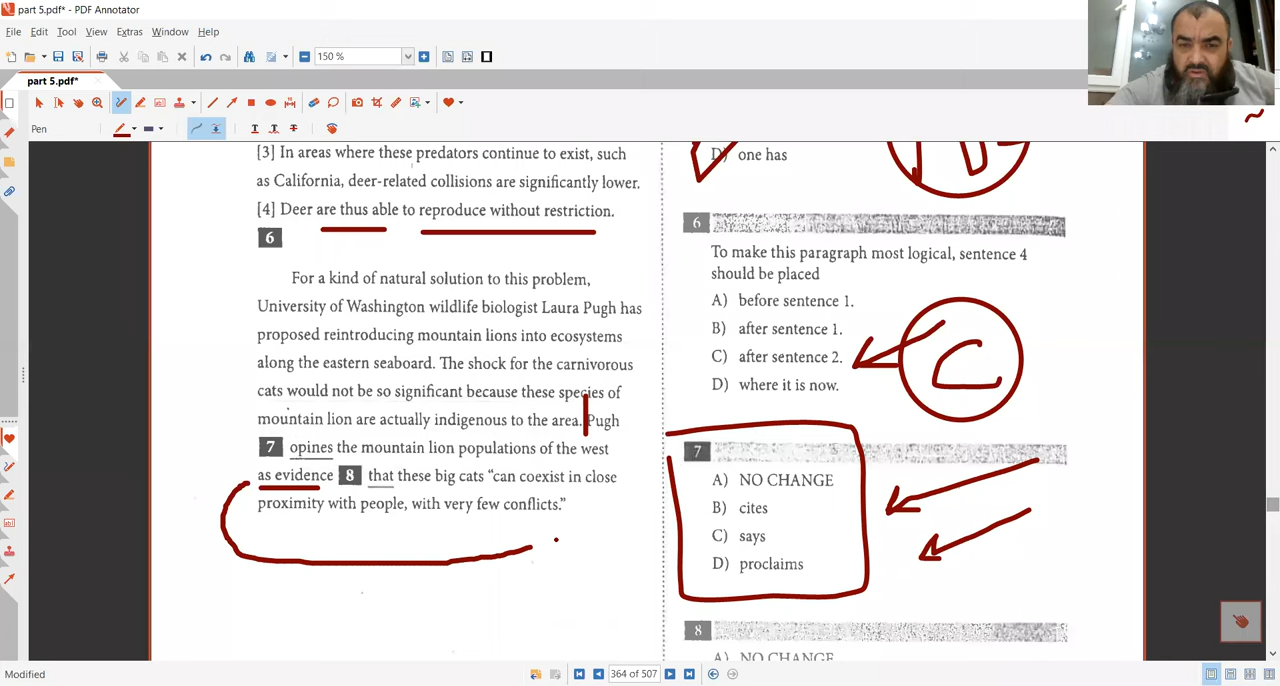 part 5.pdf* - PDF Annotator
File Edit Tool View Extras Window Help
150 %
part 5.pdf*
Pen
[3] In areas where these predators continue to exist, such
as California, deer-related collisions are significantly lower.
[4] Deer are thus able to reproduce without restriction.
6
For a kind of natural solution to this problem,
University of Washington wildlife biologist Laura Pugh has
proposed reintroducing mountain lions into ecosystems
along the eastern seaboard. The shock for the carnivorous
cats would not be so significant because these species of
mountain lion are actually indigenous to the area. Pugh
7 opines the mountain lion populations of the west
as evidence 8 that these big cats “can coexist in close
proximity with people, with very few conflicts.”
D) one has
6
To make this paragraph most logical, sentence 4
should be placed
A) before sentence 1.
B) after sentence 1.
C) after sentence 2.
D) where it is now.
C
7
A) NO CHANGE
B) cites
C) says
D) proclaims
8
A) NO CHANGE
Modified
364 of 507